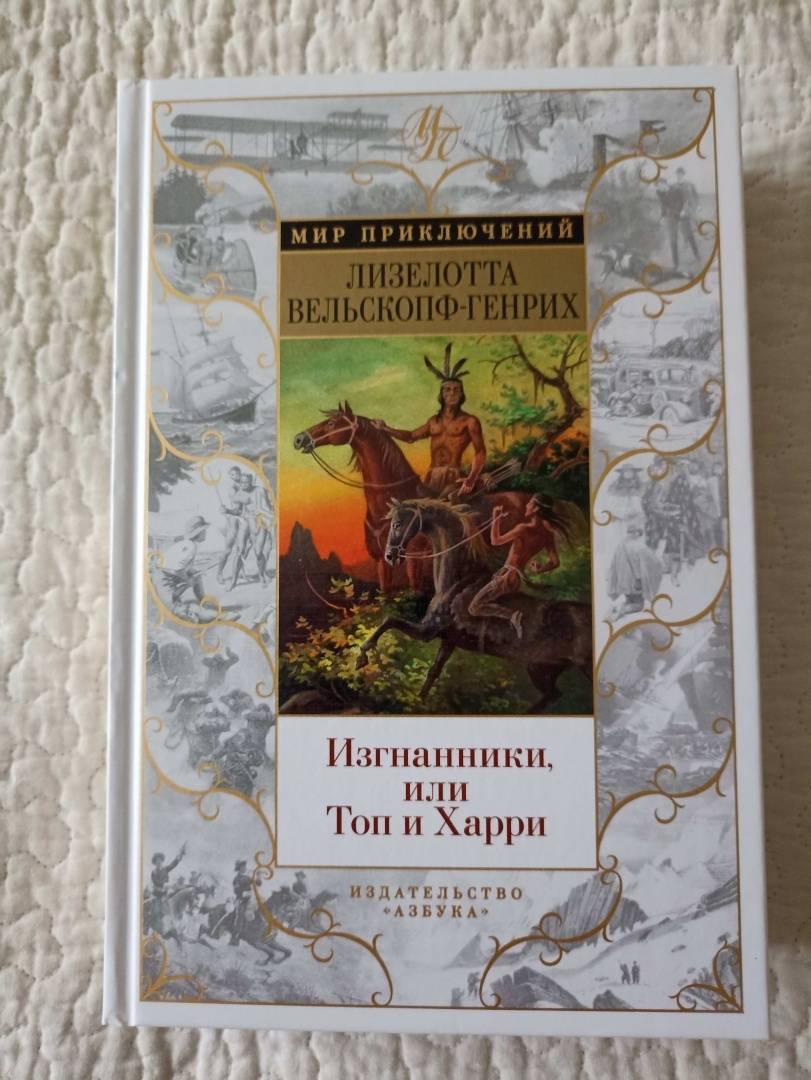 МП
МИР ПРИКЛЮЧЕНИЙ
ЛИЗЕЛОТТА
ВЕЛЬСКОПФ-ГЕНРИХ
Изгнанники,
или
Топ и Харри
ИЗДАТЕЛЬСТВО
«АЗБУКА»